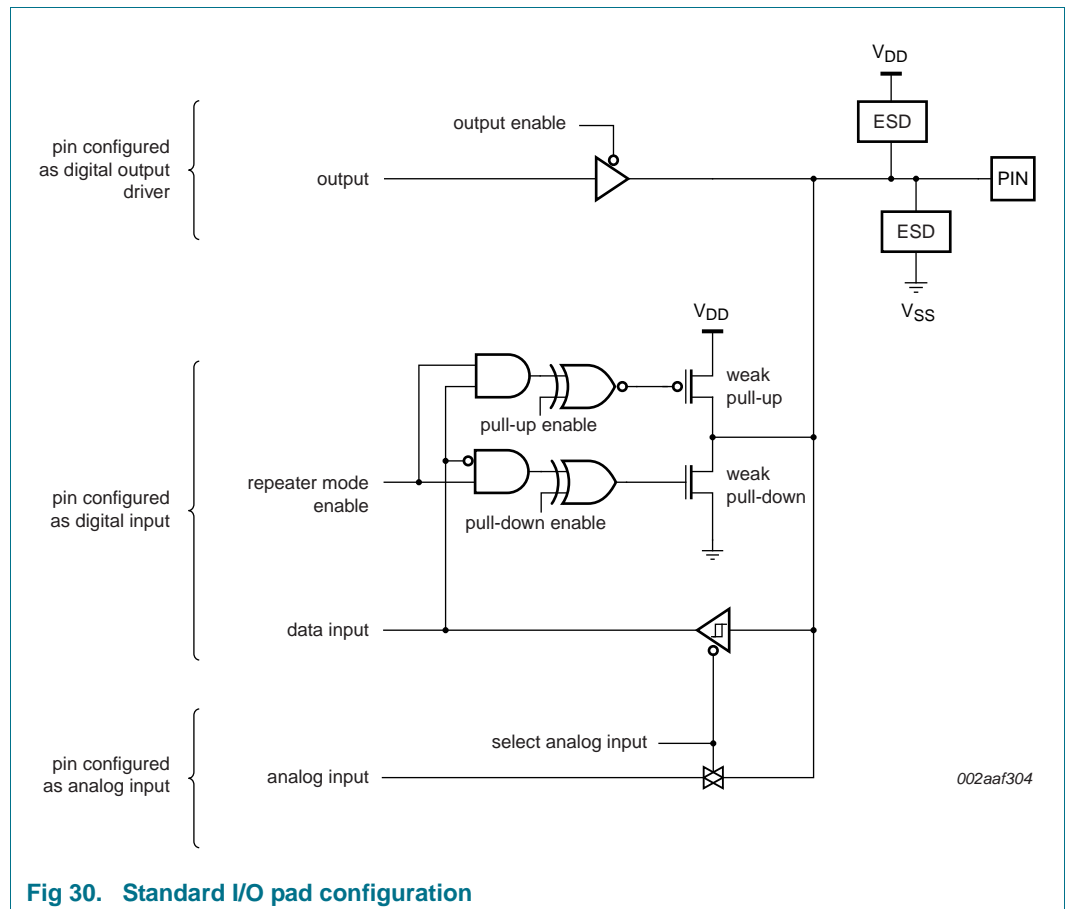 VDD
ESD
output enable
pin configured
as digital output
driver
output
PIN
ESD
VSS
VDD
weak
pull-up
pull-up enable
repeater mode
enable
weak
pull-down
pin configured
as digital input
pull-down enable
data input
select analog input
pin configured
as analog input
analog input
002aaf304
Fig 30. Standard I/O pad configuration